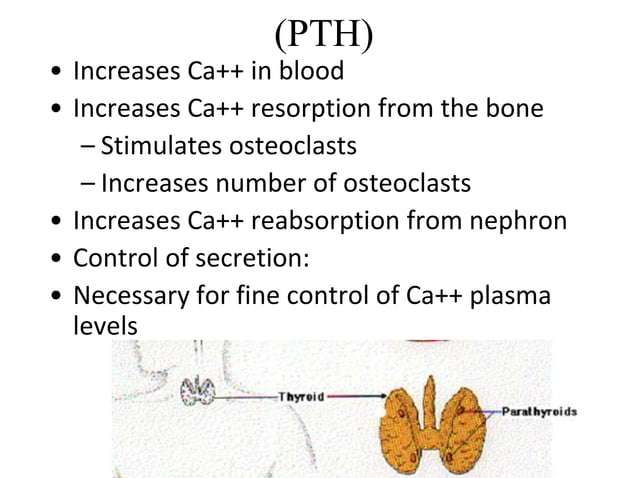 (PTH)
• Increases Ca++ in blood
• Increases Ca++ resorption from the bone
– Stimulates osteoclasts
– Increases number of osteoclasts
• Increases Ca++ reabsorption from nephron
• Control of secretion:
• Necessary for fine control of Ca++ plasma
levels
Thyroid
Parathyroids